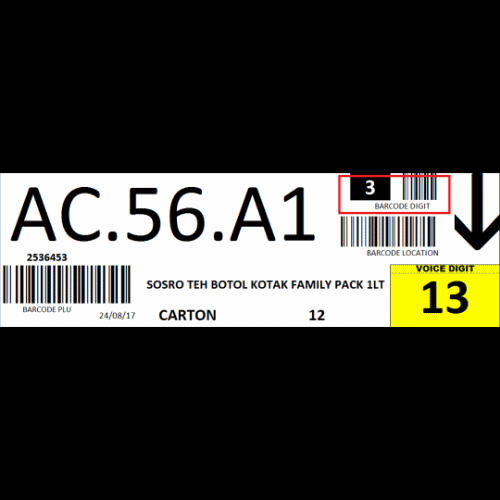 AC.56.A1
3
BARCODE DIGIT
BARCODE LOCATION
2536453
BARCODE PLU
24/08/17
SOSRO TEH BOTOL KOTAK FAMILY PACK 1LT
CARTON 12
VOICE DIGIT
13